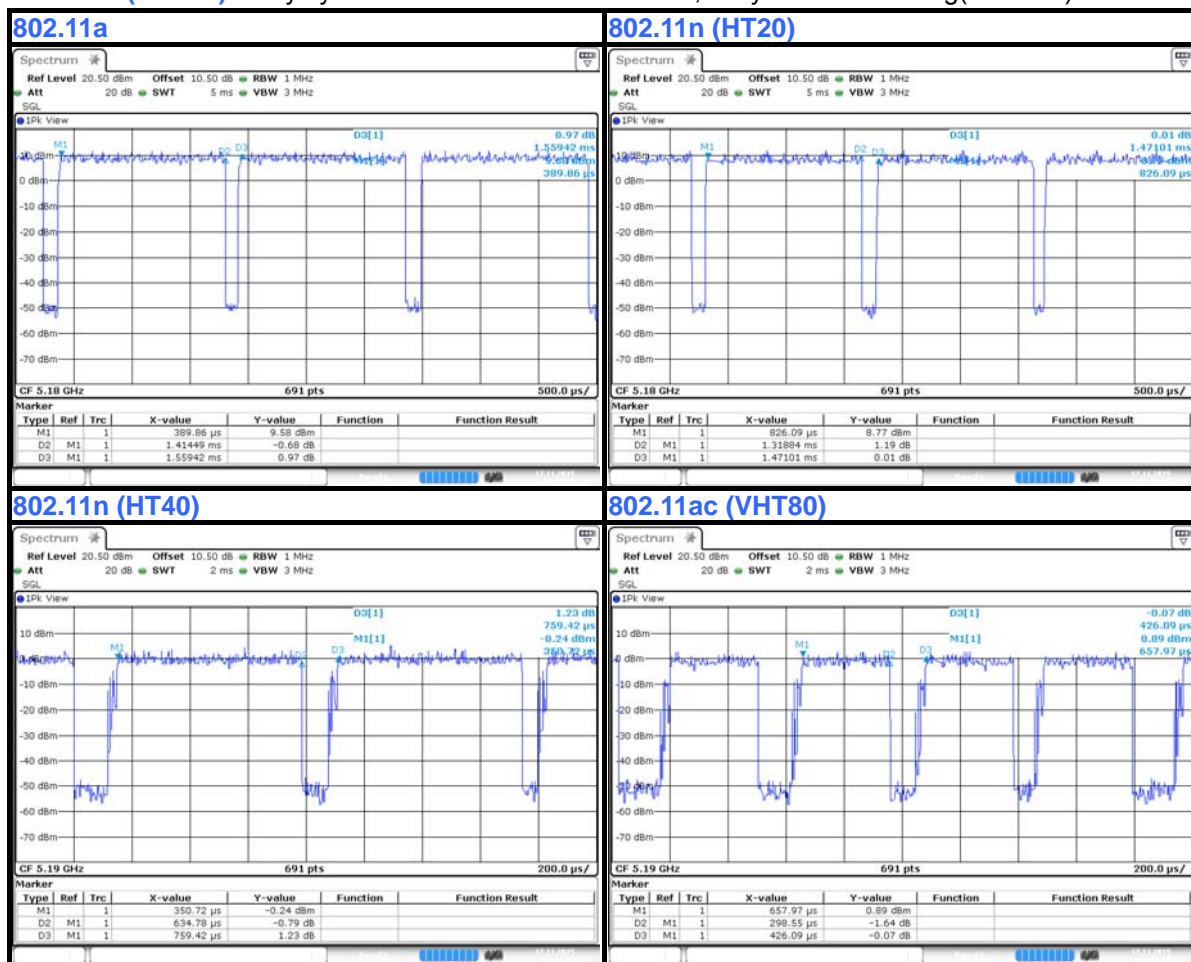 802.11a
Spectrum
Ref Level 20.50 dBm Offset 10.50 dB RBW 1 MHz
Att 20 dB SWT 5 ms VBW 3 MHz
SGL
1Pk View
D3[1] 0.97 dB
1.55942 ms
389.86 µs
M1
D2 D3
0 dBm
-10 dBm
-20 dBm
-30 dBm
-40 dBm
-50 dBm
-60 dBm
-70 dBm
CF 5.18 GHz 691 pts 500.0 µs/
Marker
Type Ref Trc X-value Y-value Function Function Result
M1 1 389.86 µs 9.58 dBm
D2 M1 1 1.41449 ms -0.68 dB
D3 M1 1 1.55942 ms 0.97 dB
802.11n (HT20)
Spectrum
Ref Level 20.50 dBm Offset 10.50 dB RBW 1 MHz
Att 20 dB SWT 5 ms VBW 3 MHz
SGL
1Pk View
D3[1] 0.01 dB
1.47101 ms
826.09 µs
M1
D2 D3
0 dBm
-10 dBm
-20 dBm
-30 dBm
-40 dBm
-50 dBm
-60 dBm
-70 dBm
CF 5.18 GHz 691 pts 500.0 µs/
Marker
Type Ref Trc X-value Y-value Function Function Result
M1 1 826.09 µs 8.77 dBm
D2 M1 1 1.31884 ms 1.19 dB
D3 M1 1 1.47101 ms 0.01 dB
802.11n (HT40)
Spectrum
Ref Level 20.50 dBm Offset 10.50 dB RBW 1 MHz
Att 20 dB SWT 2 ms VBW 3 MHz
SGL
1Pk View
D3[1] 1.23 dB
759.42 µs
M1[1] -0.24 dBm
350.72 µs
10 dBm
M1
D2 D3
0 dBm
-10 dBm
-20 dBm
-30 dBm
-40 dBm
-50 dBm
-60 dBm
-70 dBm
CF 5.19 GHz 691 pts 200.0 µs/
Marker
Type Ref Trc X-value Y-value Function Function Result
M1 1 350.72 µs -0.24 dBm
D2 M1 1 634.78 µs -0.79 dB
D3 M1 1 759.42 µs 1.23 dB
802.11ac (VHT80)
Spectrum
Ref Level 20.50 dBm Offset 10.50 dB RBW 1 MHz
Att 20 dB SWT 2 ms VBW 3 MHz
SGL
1Pk View
D3[1] -0.07 dB
426.09 µs
M1[1] 0.89 dBm
657.97 µs
10 dBm
M1
D2 D3
0 dBm
-10 dBm
-20 dBm
-30 dBm
-40 dBm
-60 dBm
-70 dBm
CF 5.19 GHz 691 pts 200.0 µs/
Marker
Type Ref Trc X-value Y-value Function Function Result
M1 1 657.97 µs 0.89 dBm
D2 M1 1 298.55 µs -1.64 dB
D3 M1 1 426.09 µs -0.07 dB